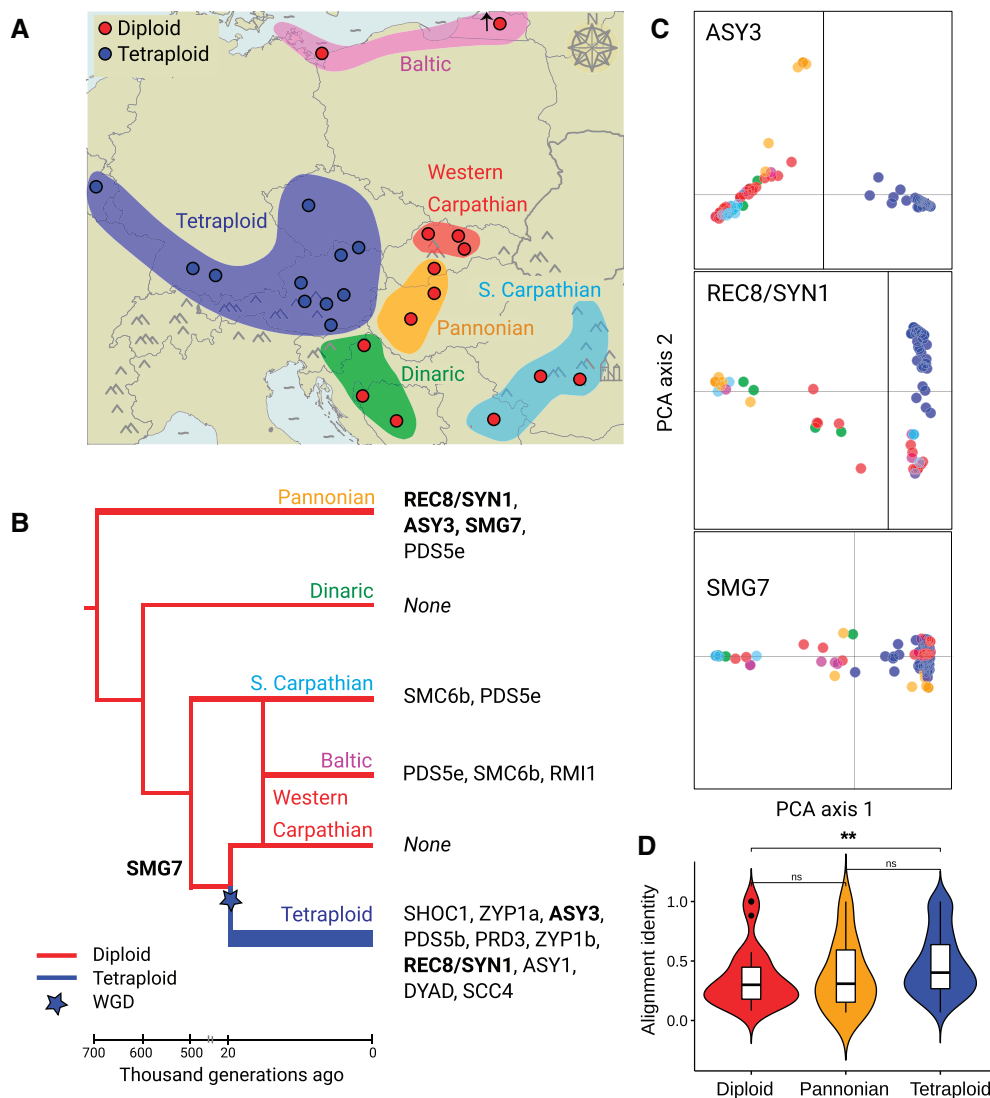 A
Diploid
Tetraploid
N
Baltic
Western
Carpathian
Tetraploid
S. Carpathian
Pannonian
Dinaric
B
Pannonian
REC8/SYN1,
ASY3, SMG7,
PDS5e
Dinaric
None
S. Carpathian
SMC6b, PDS5e
Baltic
PDS5e, SMC6b, RMI1
Western
Carpathian
None
SMG7
Tetraploid
SHOC1, ZYP1a, ASY3,
PDS5b, PRD3, ZYP1b,
REC8/SYN1, ASY1,
DYAD, SCC4
Diploid
Tetraploid
WGD
700 600 500 20 0
Thousand generations ago
C
ASY3
REC8/SYN1
SMG7
PCA axis 2
PCA axis 1
D
**
ns
ns
Alignment identity
1.0
0.5
0.0
Diploid Pannonian Tetraploid